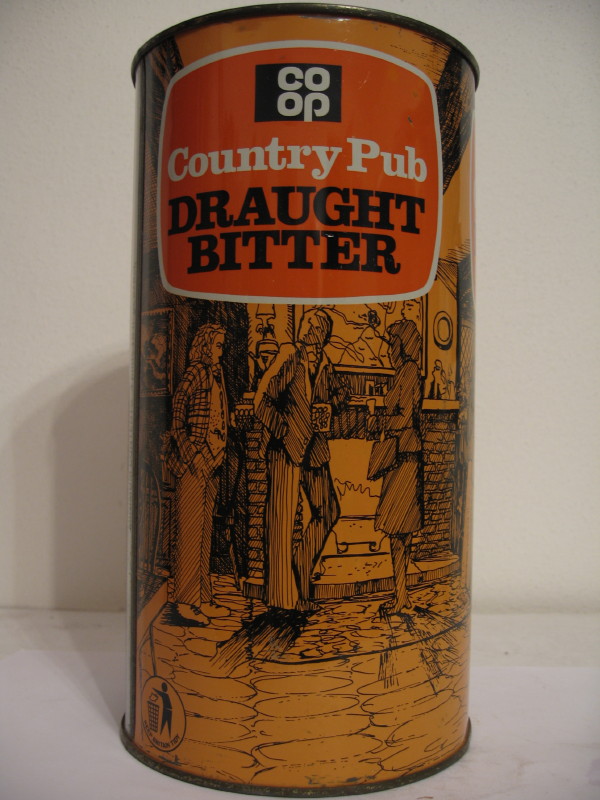 CO
OP
Country Pub
DRAUGHT
BITTER